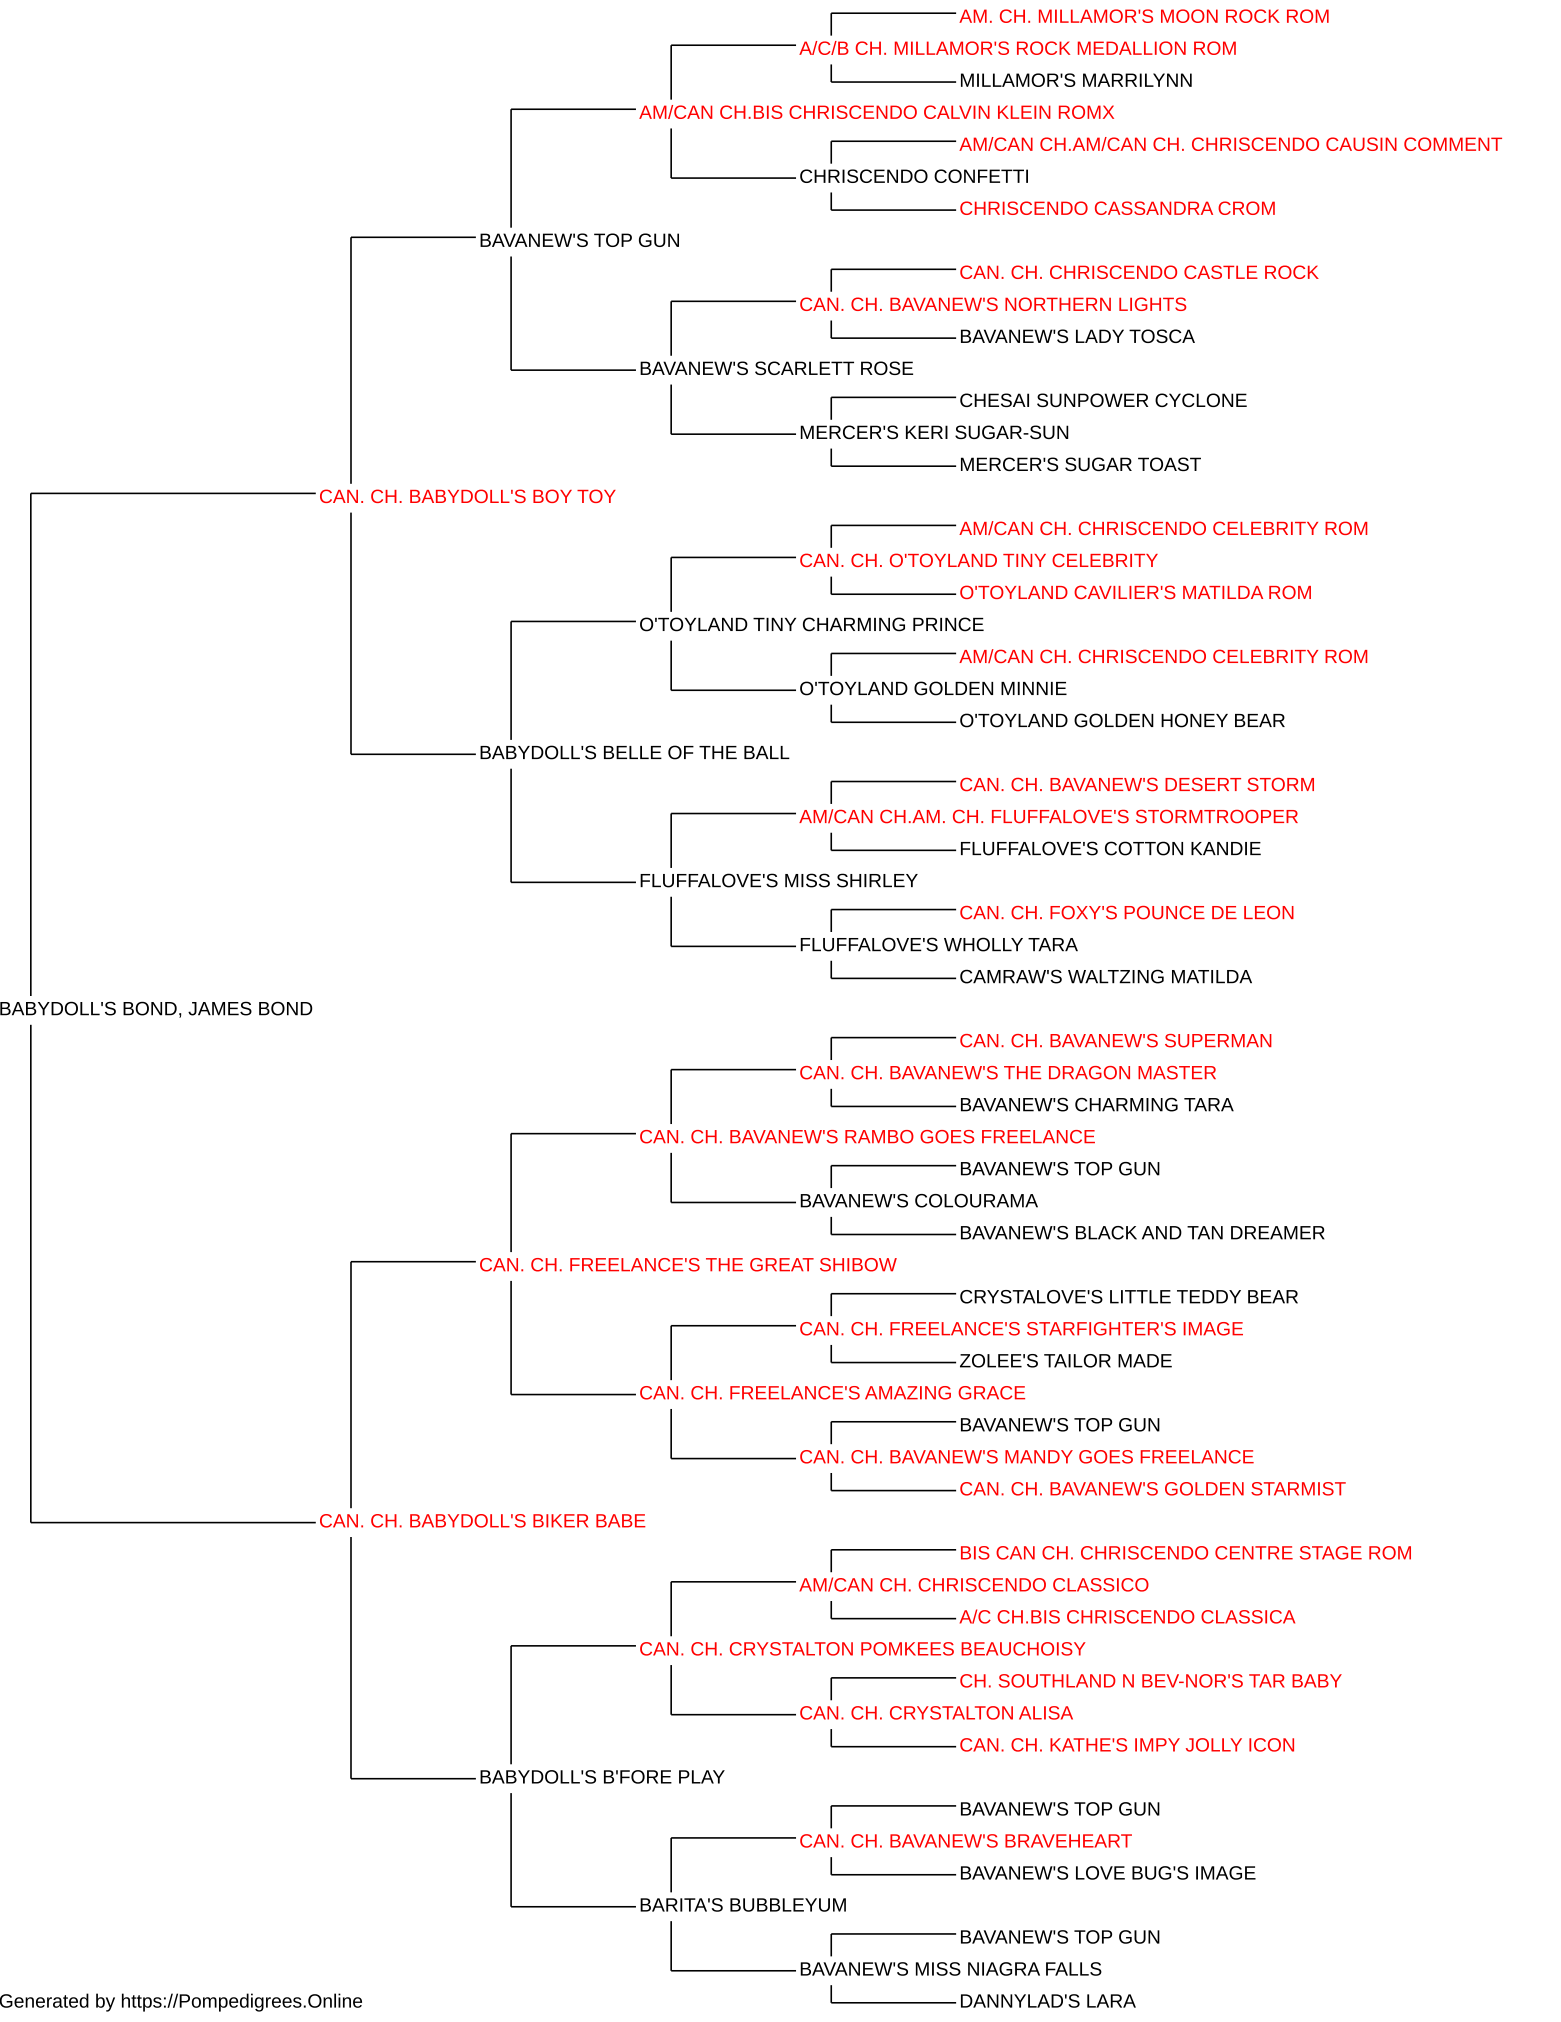 AM. CH. MILLAMOR'S MOON ROCK ROM
A/C/B CH. MILLAMOR'S ROCK MEDALLION ROM
MILLAMOR'S MARRILYNN
AM/CAN CH.BIS CHRISCENDO CALVIN KLEIN ROMX
AM/CAN CH.AM/CAN CH. CHRISCENDO CAUSIN COMMENT
CHRISCENDO CONFETTI
CHRISCENDO CASSANDRA CROM
BAVANEW'S TOP GUN
CAN. CH. CHRISCENDO CASTLE ROCK
CAN. CH. BAVANEW'S NORTHERN LIGHTS
BAVANEW'S LADY TOSCA
BAVANEW'S SCARLETT ROSE
CHESAI SUNPOWER CYCLONE
MERCER'S KERI SUGAR-SUN
MERCER'S SUGAR TOAST
CAN. CH. BABYDOLL'S BOY TOY
AM/CAN CH. CHRISCENDO CELEBRITY ROM
CAN. CH. O'TOYLAND TINY CELEBRITY
O'TOYLAND CAVILIER'S MATILDA ROM
O'TOYLAND TINY CHARMING PRINCE
AM/CAN CH. CHRISCENDO CELEBRITY ROM
O'TOYLAND GOLDEN MINNIE
O'TOYLAND GOLDEN HONEY BEAR
BABYDOLL'S BELLE OF THE BALL
CAN. CH. BAVANEW'S DESERT STORM
AM/CAN CH.AM. CH. FLUFFALOVE'S STORMTROOPER
FLUFFALOVE'S COTTON KANDIE
FLUFFALOVE'S MISS SHIRLEY
CAN. CH. FOXY'S POUNCE DE LEON
FLUFFALOVE'S WHOLLY TARA
CAMRAW'S WALTZING MATILDA
BABYDOLL'S BOND, JAMES BOND
CAN. CH. BAVANEW'S SUPERMAN
CAN. CH. BAVANEW'S THE DRAGON MASTER
BAVANEW'S CHARMING TARA
CAN. CH. BAVANEW'S RAMBO GOES FREELANCE
BAVANEW'S TOP GUN
BAVANEW'S COLOURAMA
BAVANEW'S BLACK AND TAN DREAMER
CAN. CH. FREELANCE'S THE GREAT SHIBOW
CRYSTALOVE'S LITTLE TEDDY BEAR
CAN. CH. FREELANCE'S STARFIGHTER'S IMAGE
ZOLEE'S TAILOR MADE
CAN. CH. FREELANCE'S AMAZING GRACE
BAVANEW'S TOP GUN
CAN. CH. BAVANEW'S MANDY GOES FREELANCE
CAN. CH. BAVANEW'S GOLDEN STARMIST
CAN. CH. BABYDOLL'S BIKER BABE
BIS CAN CH. CHRISCENDO CENTRE STAGE ROM
AM/CAN CH. CHRISCENDO CLASSICO
A/C CH.BIS CHRISCENDO CLASSICA
CAN. CH. CRYSTALTON POMKEES BEAUCHOISY
CH. SOUTHLAND N BEV-NOR'S TAR BABY
CAN. CH. CRYSTALTON ALISA
CAN. CH. KATHE'S IMPY JOLLY ICON
BABYDOLL'S B'FORE PLAY
BAVANEW'S TOP GUN
CAN. CH. BAVANEW'S BRAVEHEART
BAVANEW'S LOVE BUG'S IMAGE
BARITA'S BUBBLEYUM
BAVANEW'S TOP GUN
BAVANEW'S MISS NIAGRA FALLS
DANNYLAD'S LARA
Generated by https://Pompedigrees.Online